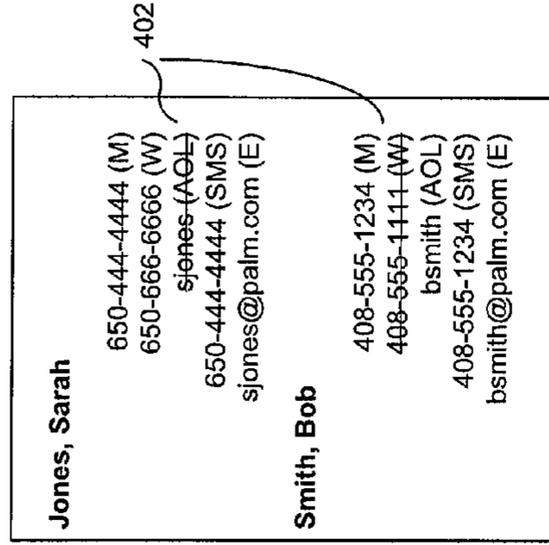 402
Jones, Sarah
650-444-4444 (M)
650-666-6666 (W)
sjones (AOL)
650-444-4444 (SMS)
sjones@palm.com (E)
Smith, Bob
408-555-1234 (M)
408-555-1111 (W)
bsmith (AOL)
408-555-1234 (SMS)
bsmith@palm.com (E)